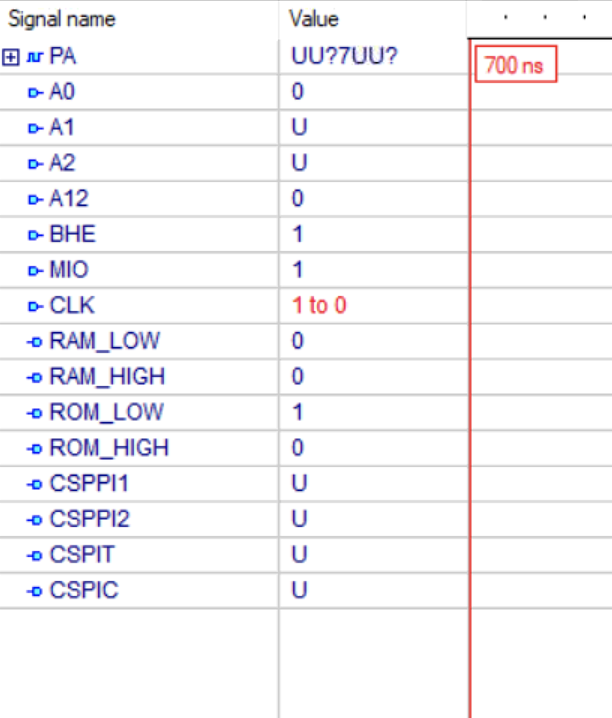 Signal name Value
PA UU?7UU? 700 ns
A0 0
A1 U
A2 U
A12 0
BHE 1
MIO 1
CLK 1 to 0
RAM_LOW 0
RAM_HIGH 0
ROM_LOW 1
ROM_HIGH 0
CSPPI1 U
CSPPI2 U
CSPIT U
CSPIC U